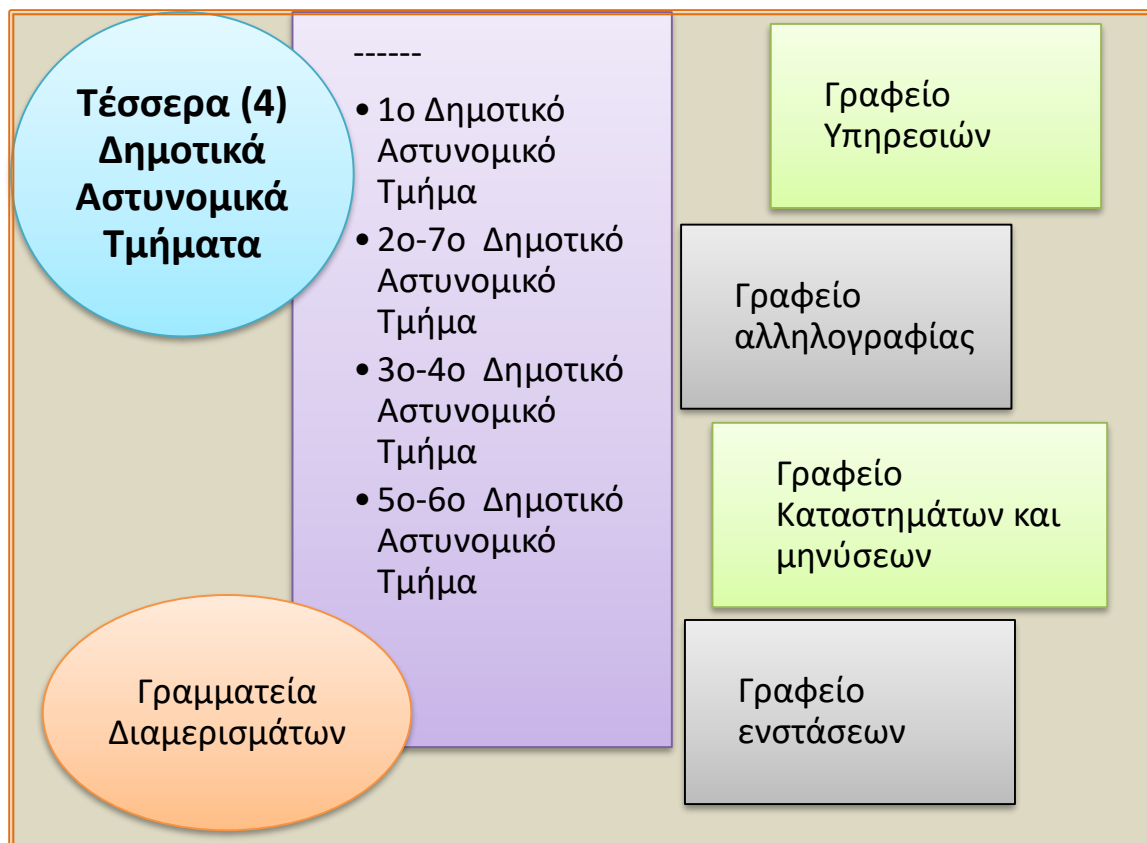 Τέσσερα (4)
Δημοτικά
Αστυνομικά
Τμήματα
------
• 1ο Δημοτικό
Αστυνομικό
Τμήμα
• 2ο-7ο Δημοτικό
Αστυνομικό
Τμήμα
• 3ο-4ο Δημοτικό
Αστυνομικό
Τμήμα
• 5ο-6ο Δημοτικό
Αστυνομικό
Τμήμα
Γραμματεία
Διαμερισμάτων
Γραφείο
Υπηρεσιών
Γραφείο
αλληλογραφίας
Γραφείο
Καταστημάτων και
μηνύσεων
Γραφείο
ενστάσεων